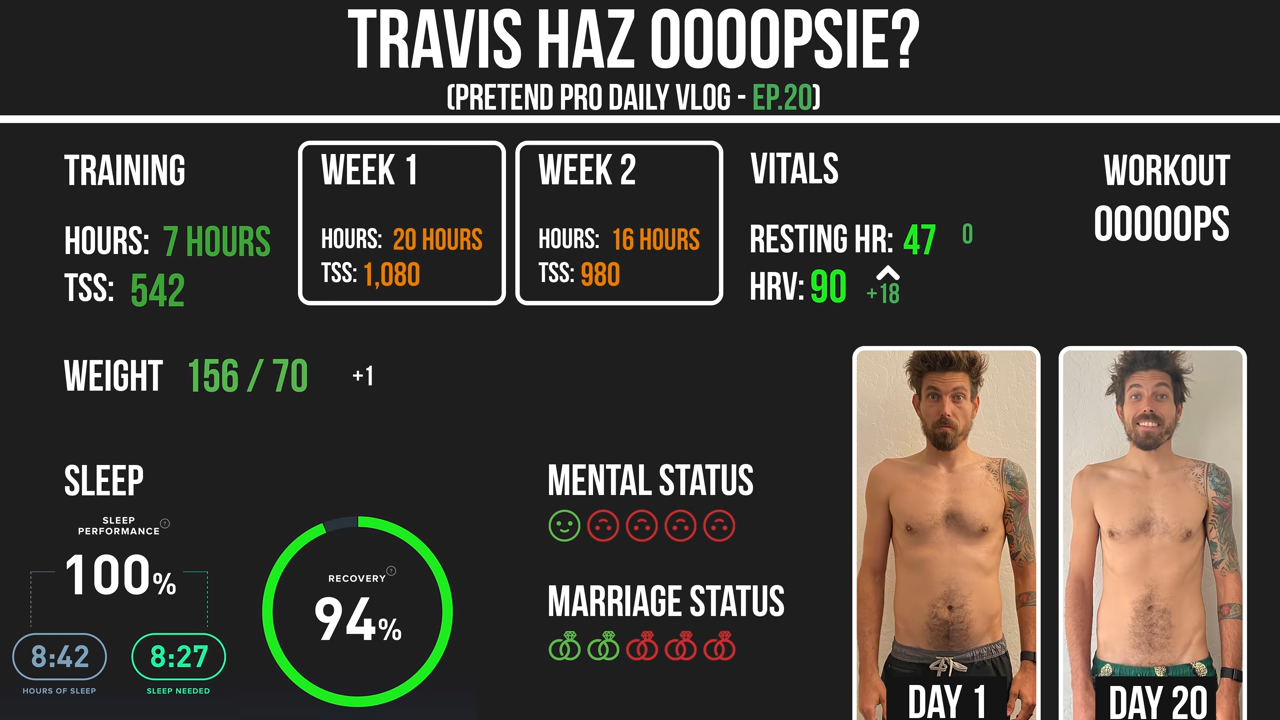 TRAVIS HAZ OOOOPSIE?
(PRETEND PRO DAILY VLOG - EP.20)
TRAINING
HOURS: 7 HOURS
TSS: 542
WEEK 1
HOURS: 20 HOURS
TSS: 1,080
WEEK 2
HOURS: 16 HOURS
TSS: 980
VITALS
RESTING HR: 47 0
HRV: 90 +18
WORKOUT
OOOOOPS
WEIGHT 156 / 70 +1
SLEEP
SLEEP
PERFORMANCE ?
100%
8:42
HOURS OF SLEEP
8:27
SLEEP NEEDED
RECOVERY ?
94%
MENTAL STATUS
MARRIAGE STATUS
DAY 1
DAY 20